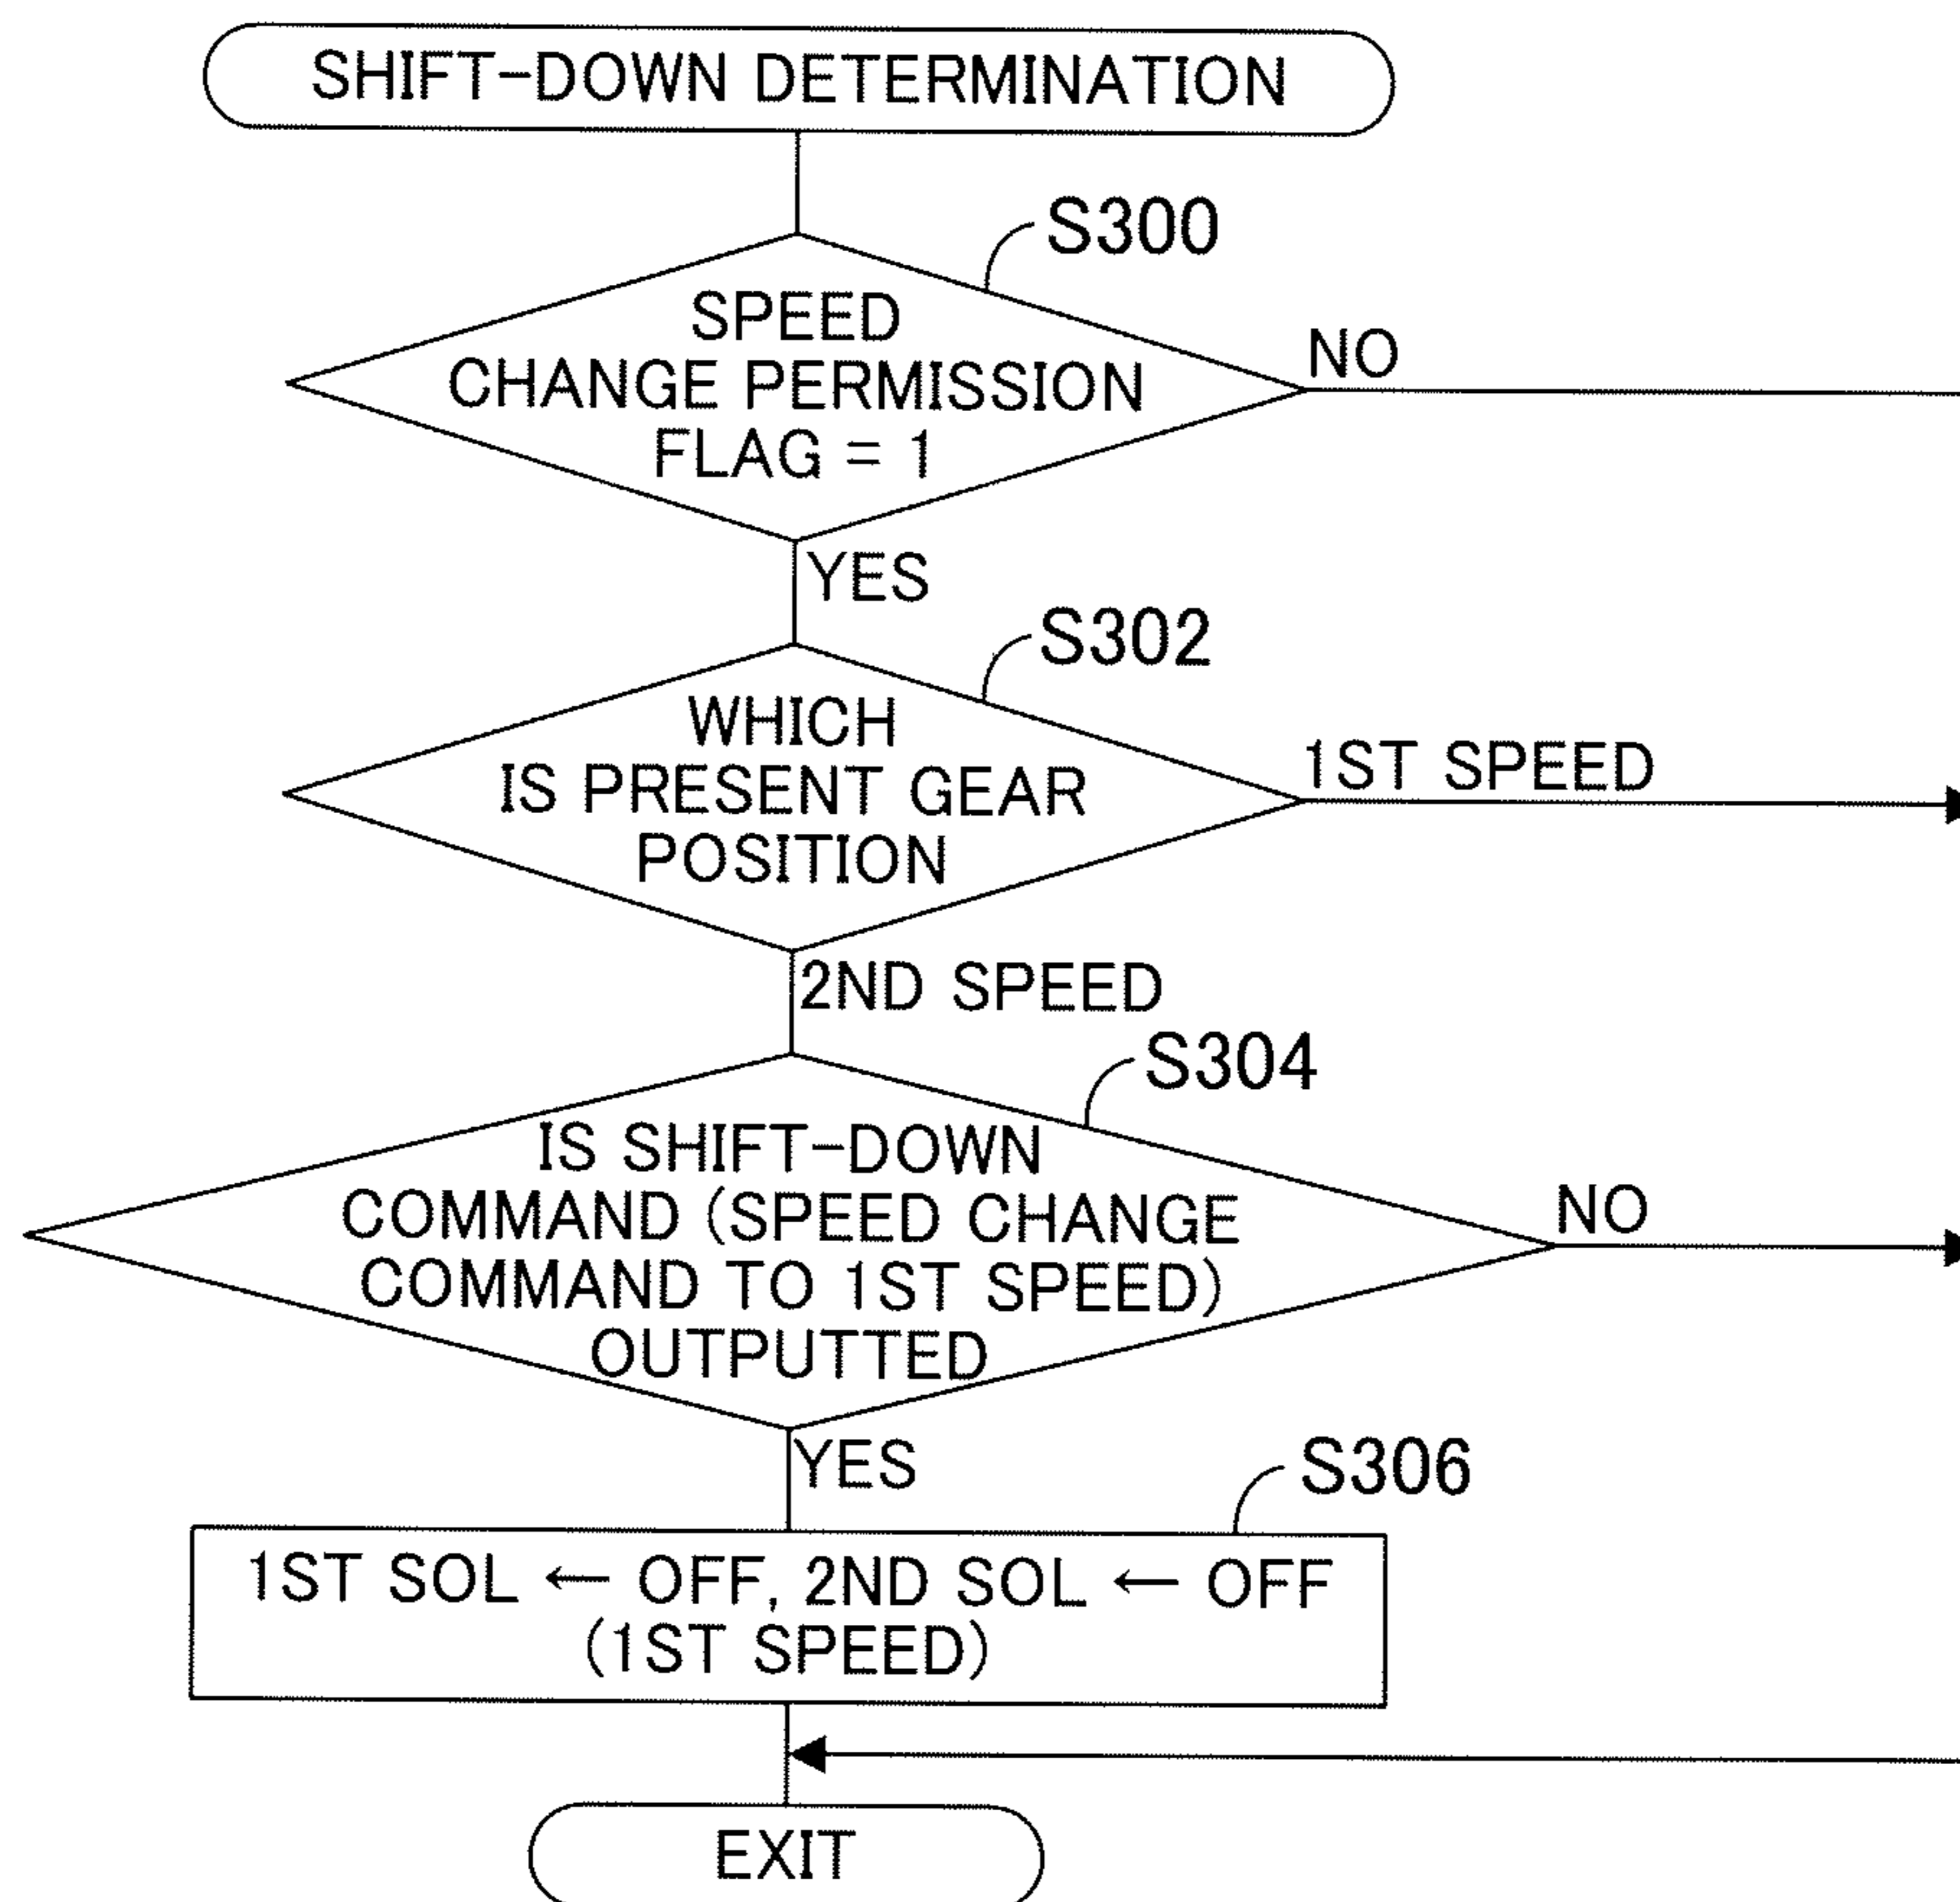 SHIFT-DOWN DETERMINATION
S300
SPEED
CHANGE PERMISSION
FLAG = 1
NO
YES
S302
WHICH
IS PRESENT GEAR
POSITION
1ST SPEED
2ND SPEED
S304
IS SHIFT-DOWN
COMMAND (SPEED CHANGE
COMMAND TO 1ST SPEED)
OUTPUTTED
NO
YES
S306
1ST SOL ← OFF, 2ND SOL ← OFF
(1ST SPEED)
EXIT